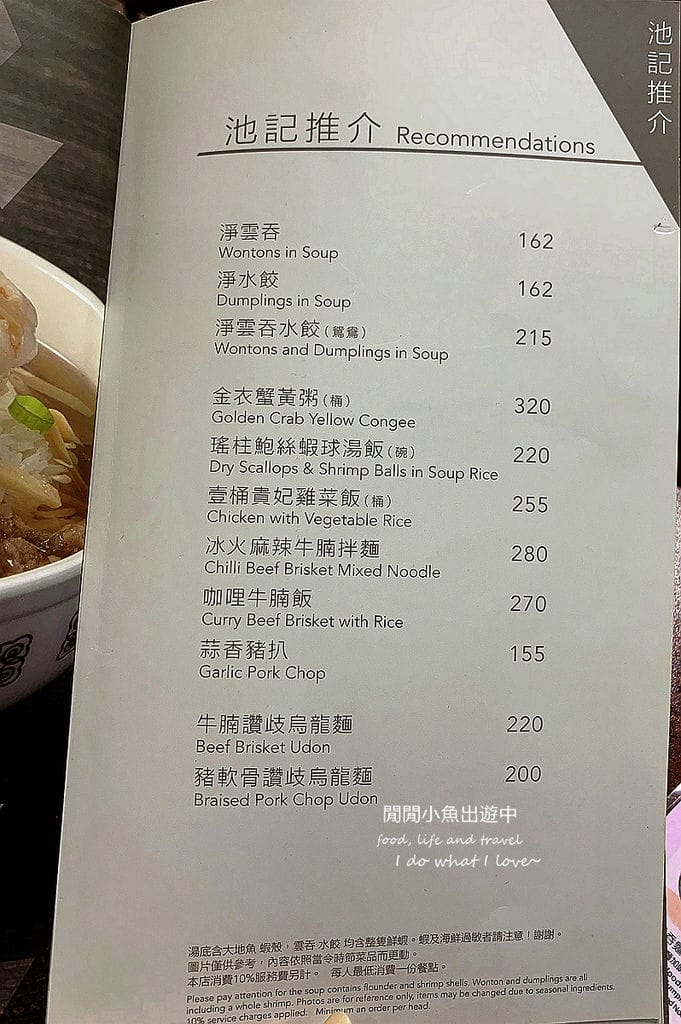 池記推介
池記推介 Recommendations
淨雲吞 162
Wontons in Soup
淨水餃 162
Dumplings in Soup
淨雲吞水餃(鴛鴦) 215
Wontons and Dumplings in Soup
金衣蟹黃粥(桶) 320
Golden Crab Yellow Congee
瑤柱鮑絲蝦球湯飯(碗) 220
Dry Scallops & Shrimp Balls in Soup Rice
壹桶貴妃雞菜飯(桶) 255
Chicken with Vegetable Rice
冰火麻辣牛腩拌麵 280
Chilli Beef Brisket Mixed Noodle
咖哩牛腩飯 270
Curry Beef Brisket with Rice
蒜香豬扒 155
Garlic Pork Chop
牛腩讚歧烏龍麵 220
Beef Brisket Udon
豬軟骨讚歧烏龍麵 200
Braised Pork Chop Udon
閒閒小魚出遊中
food, life and travel
I do what I love~
湯底含大地魚 蝦殼，雲吞 水餃 均含整隻鮮蝦。蝦及海鮮過敏者請注意！謝謝。
圖片僅供參考，內容依照當令時節菜品而更動。
本店消費10%服務費另計。 每人最低消費一份餐點。
Please pay attention for the soup contains flounder and shrimp shells. Wonton and dumplings are all
including a whole shrimp. Photos are for reference only, items may be changed due to seasonal ingredients.
10% service charges applied. Minimum an order per head.